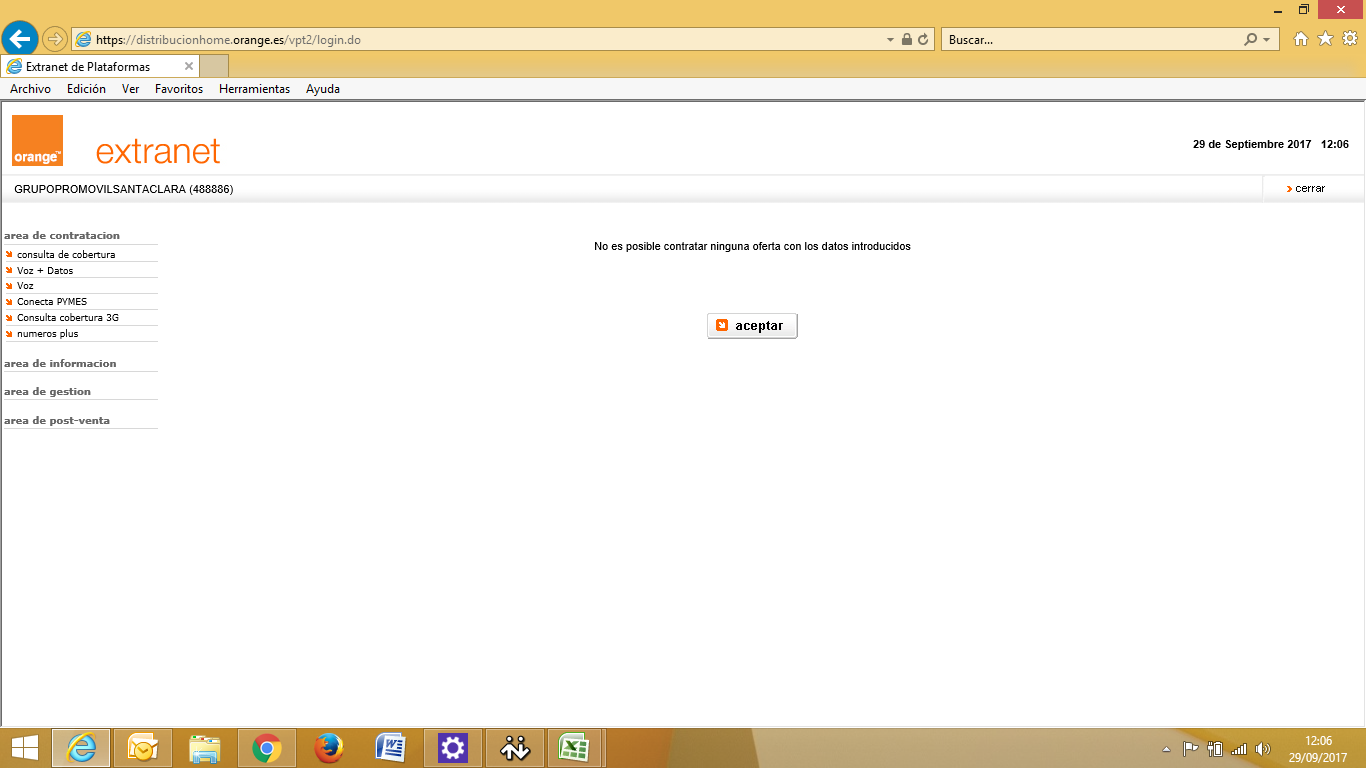 https://distribucionhome.orange.es/vpt2/login.do
Buscar...
Extranet de Plataformas
Archivo Edición Ver Favoritos Herramientas Ayuda
orange™
extranet
29 de Septiembre 2017 12:06
GRUPOPROMOVILSANTACLARA (488886)
cerrar
area de contratacion
consulta de cobertura
Voz + Datos
Voz
Conecta PYMES
Consulta cobertura 3G
numeros plus
area de informacion
area de gestion
area de post-venta
No es posible contratar ninguna oferta con los datos introducidos
aceptar
12:06
29/09/2017